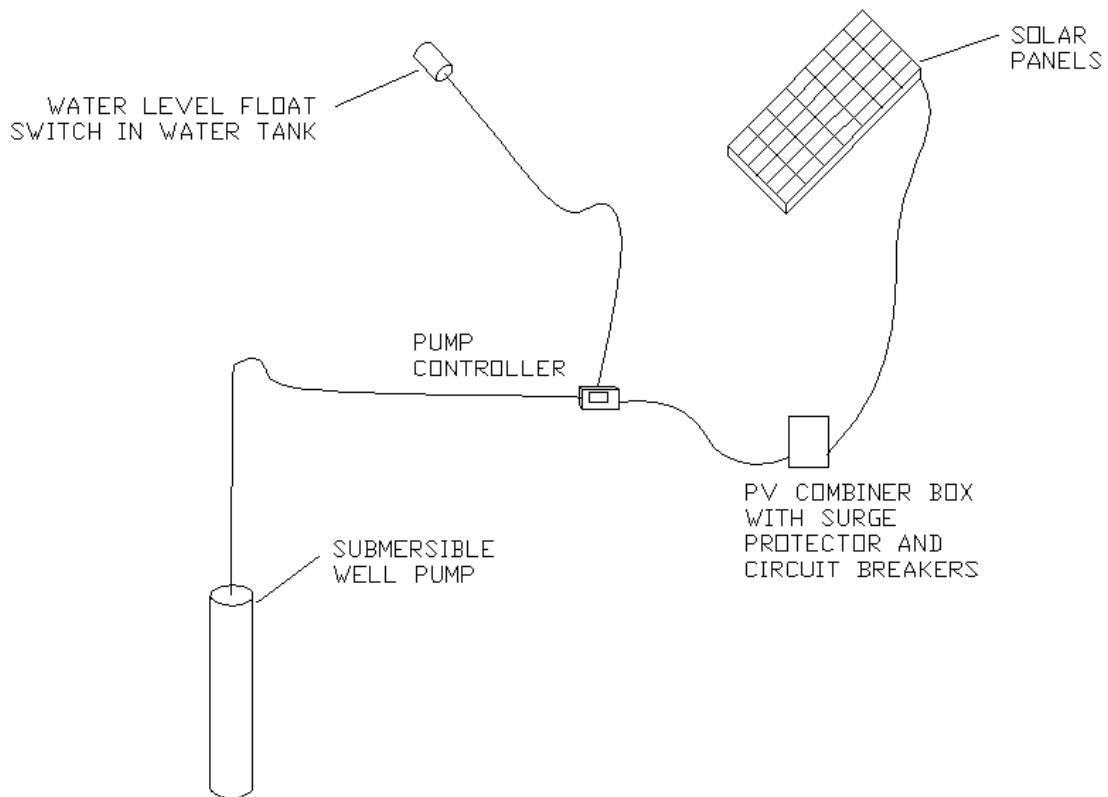 SOLAR
PANELS
WATER LEVEL FLOAT
SWITCH IN WATER TANK
PUMP
CONTROLLER
PV COMBINER BOX
WITH SURGE
PROTECTOR AND
CIRCUIT BREAKERS
SUBMERSIBLE
WELL PUMP